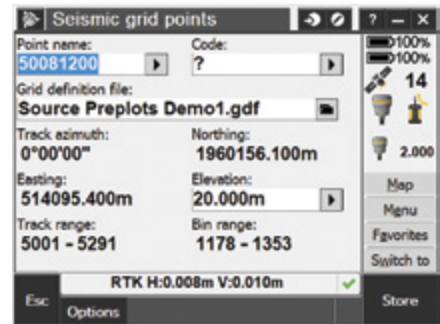 Seismic grid points
? – ×
Point name:
Code:
50081200
?
Grid definition file:
Source Preplots Demo1.gdf
Track azimuth:
Northing:
0°00'00"
1960156.100m
Easting:
Elevation:
514095.400m
20.000m
Track range:
Bin range:
5001 - 5291
1178 - 1353
RTK H:0.008m V:0.010m
Esc
Options
100%
100%
14
2.000
Map
Menu
Favorites
Switch to
Store